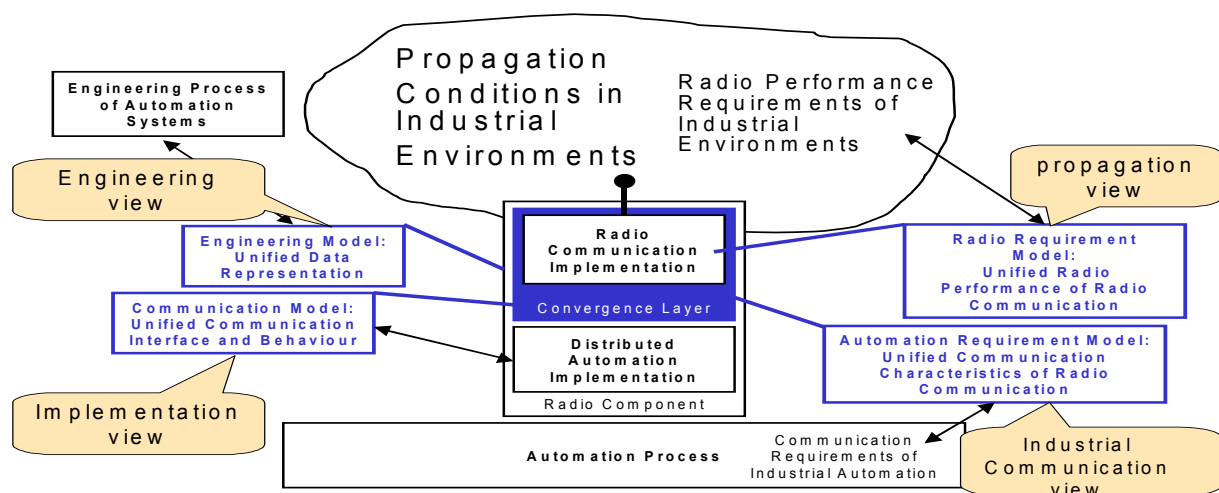 Propagation
Conditions in
Industrial
Environments
Radio Performance
Requirements of
Industrial
Environments
Engineering Process
of Automation
Systems
Engineering
view
propagation
view
Engineering Model:
Unified Data
Representation
Radio
Communication
Implementation
Convergence Layer
Radio Requirement
Model:
Unified Radio
Performance of Radio
Communication
Communication Model:
Unified Communication
Interface and Behaviour
Distributed
Automation
Implementation
Radio Component
Automation Requirement Model:
Unified Communication
Characteristics of Radio
Communication
Implementation
view
Automation Process
Communication
Requirements of
Industrial Automation
Industrial
Communication
view